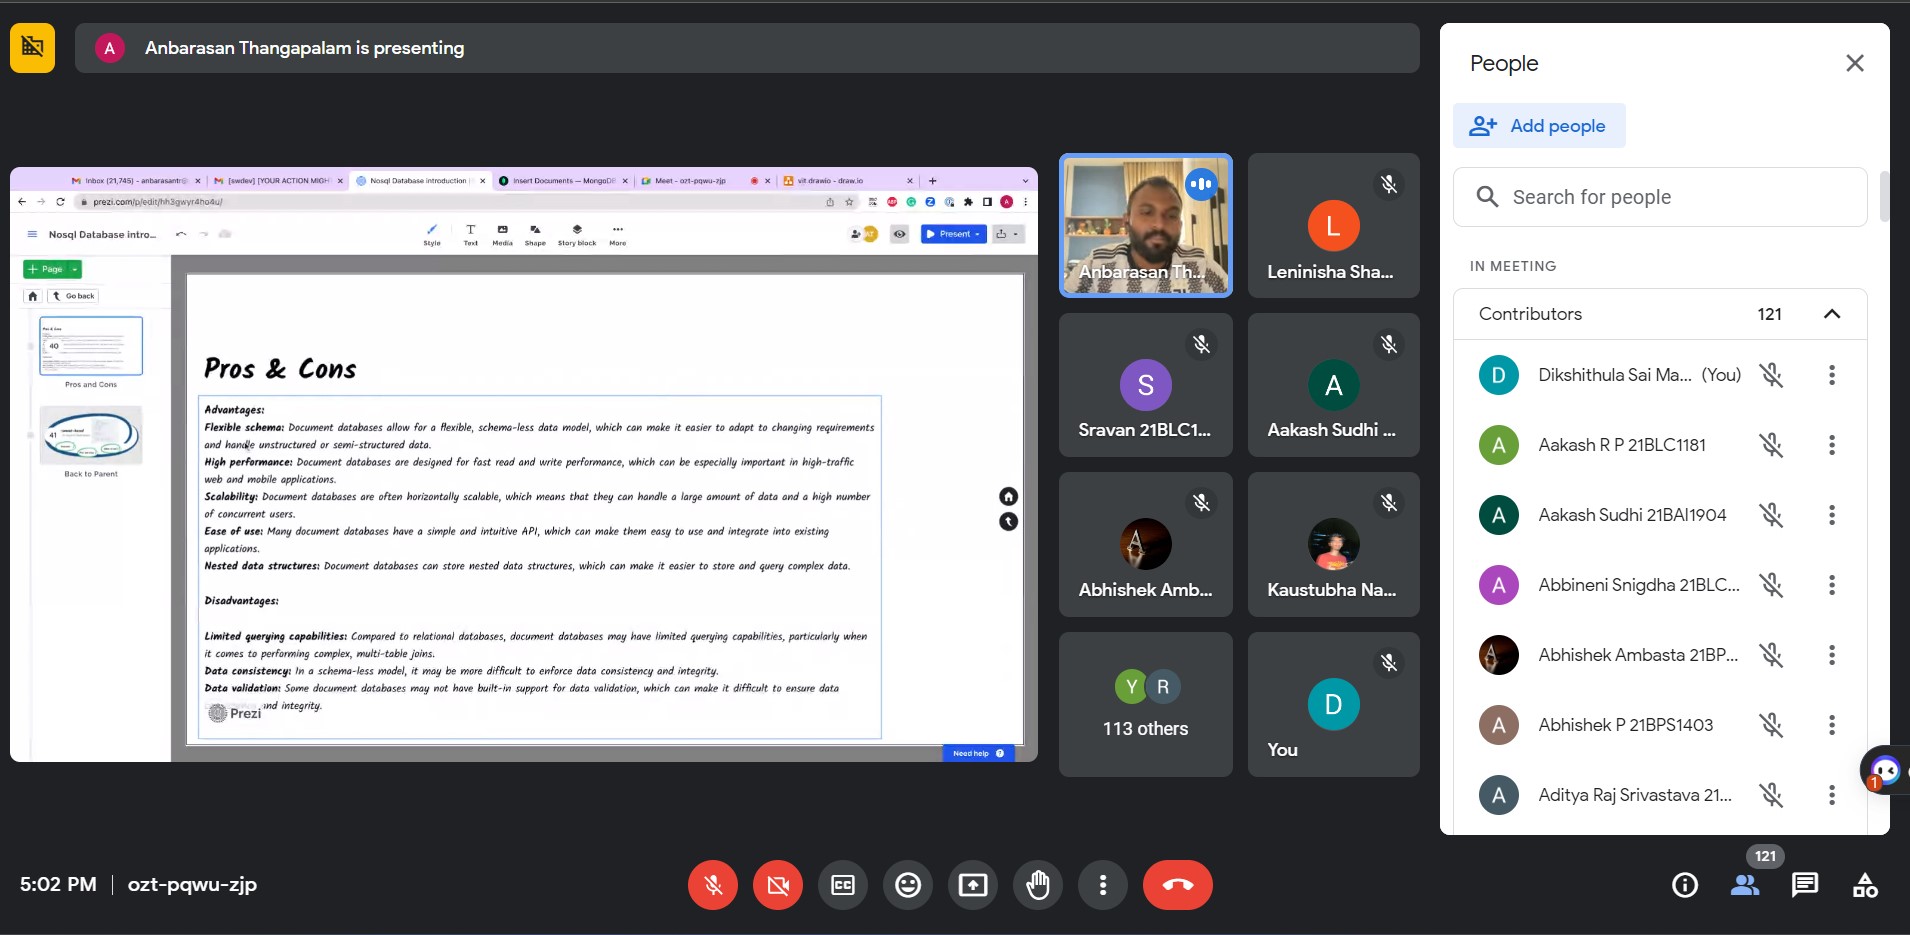 A Anbarasan Thangapalam is presenting
Inbox (21,745) - anbarasantr@
[swdev] [YOUR ACTION MIGH
Nosql Database introduction |
Insert Documents — MongoDB
Meet - ozt-pqwu-zjp
vit.drawio - draw.io
prezi.com/p/edit/hh3gwyr4ho4u/
Nosql Database intro...
Style
Text
Media
Shape
Story block
More
Present
+ Page
Go back
40
Pros and Cons
41
Back to Parent
Pros & Cons
Advantages:
Flexible schema: Document databases allow for a flexible, schema-less data model, which can make it easier to adapt to changing requirements
and handle unstructured or semi-structured data.
High performance: Document databases are designed for fast read and write performance, which can be especially important in high-traffic
web and mobile applications.
Scalability: Document databases are often horizontally scalable, which means that they can handle a large amount of data and a high number
of concurrent users.
Ease of use: Many document databases have a simple and intuitive API, which can make them easy to use and integrate into existing
applications.
Nested data structures: Document databases can store nested data structures, which can make it easier to store and query complex data.
Disadvantages:
Limited querying capabilities: Compared to relational databases, document databases may have limited querying capabilities, particularly when
it comes to performing complex, multi-table joins.
Data consistency: In a schema-less model, it may be more difficult to enforce data consistency and integrity.
Data validation: Some document databases may not have built-in support for data validation, which can make it difficult to ensure data
and integrity.
Prezi
Need help ?
Anbarasan Th...
L
Leninisha Sha...
S
Sravan 21BLC1...
A
Aakash Sudhi ...
A
Abhishek Amb...
Kaustubha Na...
Y R
113 others
D
You
People
Add people
Search for people
IN MEETING
Contributors 121
D Dikshithula Sai Ma... (You)
A Aakash R P 21BLC1181
A Aakash Sudhi 21BAI1904
A Abbineni Snigdha 21BLC...
A Abhishek Ambasta 21BP...
A Abhishek P 21BPS1403
A Aditya Raj Srivastava 21...
1
5:02 PM | ozt-pqwu-zjp
CC
121